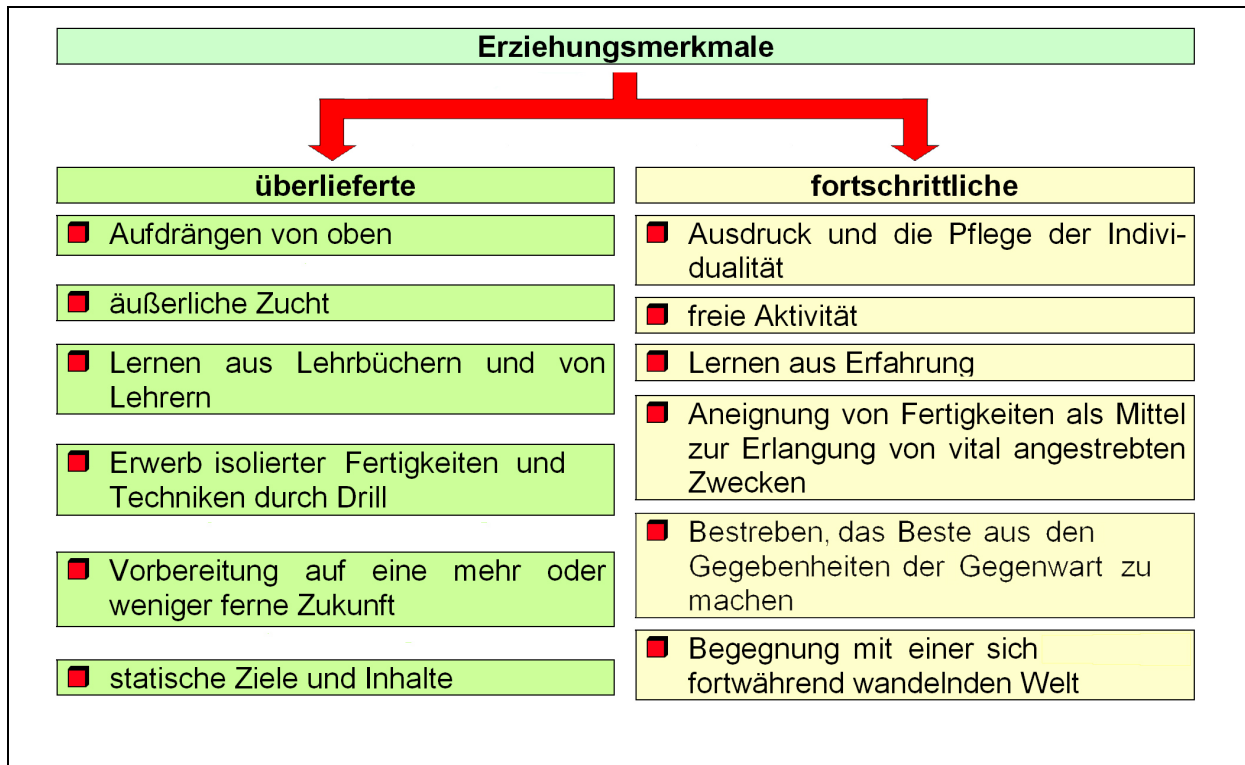 Erziehungsmerkmale
überlieferte
Aufdrängen von oben
äußerliche Zucht
Lernen aus Lehrbüchern und von
Lehrern
Erwerb isolierter Fertigkeiten und
Techniken durch Drill
Vorbereitung auf eine mehr oder
weniger ferne Zukunft
statische Ziele und Inhalte
fortschrittliche
Ausdruck und die Pflege der Indivi-
dualität
freie Aktivität
Lernen aus Erfahrung
Aneignung von Fertigkeiten als Mittel
zur Erlangung von vital angestrebten
Zwecken
Bestreben, das Beste aus den
Gegebenheiten der Gegenwart zu
machen
Begegnung mit einer sich
fortwährend wandelnden Welt